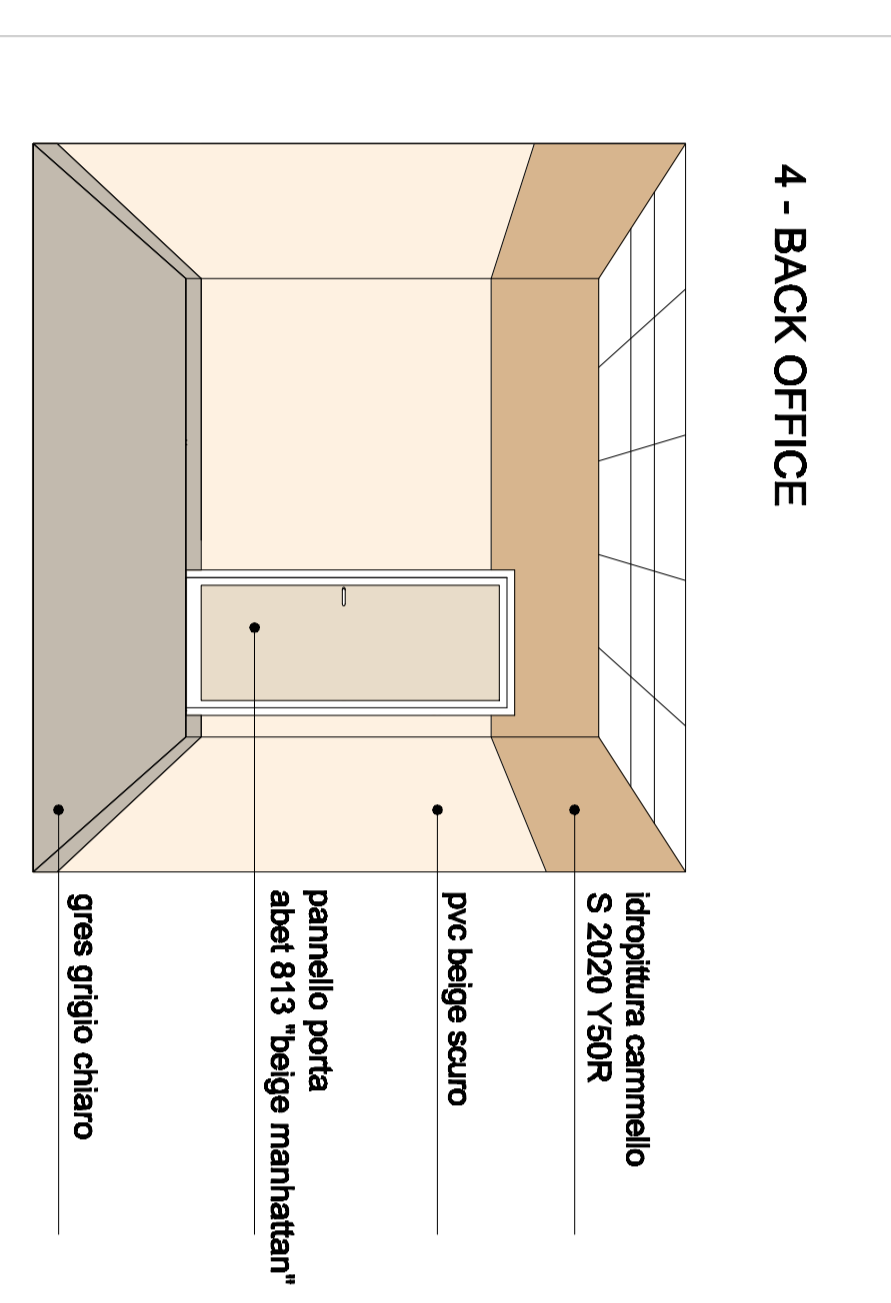 4 - BACK OFFICE
idropittura cammello
S 2020 Y50R
pvc beige scuro
pannello porta
abet 813 "beige manhattan"
gres grigio chiaro